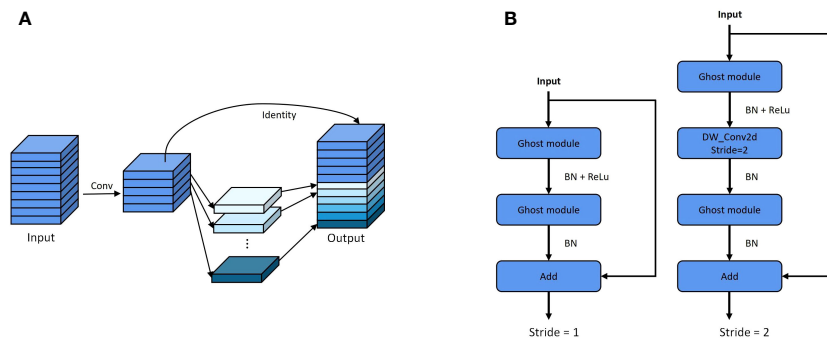 A
Input
Conv
Identity
...
Output
B
Input
Ghost module
BN + ReLu
Ghost module
BN
Add
Stride = 1
Input
Ghost module
BN + ReLu
DW_Conv2d
Stride=2
BN
Ghost module
BN
Add
Stride = 2